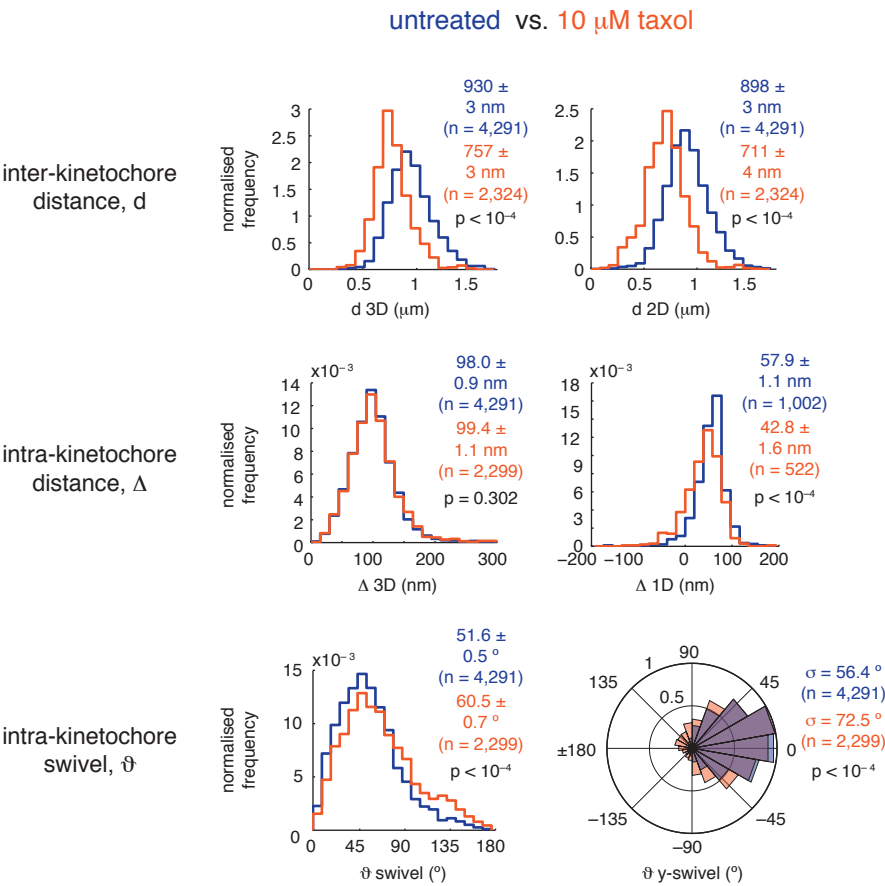 untreated vs. 10 μM taxol
inter-kinetochore
distance, d
normalised
frequency
3
2.5
2
1.5
1
0.5
0
0
0.5
1
1.5
d 3D (μm)
930 ±
3 nm
(n = 4,291)
757 ±
3 nm
(n = 2,324)
p < 10⁻⁴
2.5
2
1.5
1
0.5
0
0
0.5
1
1.5
d 2D (μm)
898 ±
3 nm
(n = 4,291)
711 ±
4 nm
(n = 2,324)
p < 10⁻⁴
intra-kinetochore
distance, Δ
normalised
frequency
x10⁻³
14
12
10
8
6
4
2
0
0
100
200
300
Δ 3D (nm)
98.0 ±
0.9 nm
(n = 4,291)
99.4 ±
1.1 nm
(n = 2,299)
p = 0.302
x10⁻³
18
15
12
9
6
3
0
−200
−100
0
100
200
Δ 1D (nm)
57.9 ±
1.1 nm
(n = 1,002)
42.8 ±
1.6 nm
(n = 522)
p < 10⁻⁴
intra-kinetochore
swivel, ϑ
normalised
frequency
x10⁻³
15
10
5
0
0
45
90
135
180
ϑ swivel (º)
51.6 ±
0.5 º
(n = 4,291)
60.5 ±
0.7 º
(n = 2,299)
p < 10⁻⁴
90
1
0.5
135
45
±180
0
−135
−45
−90
ϑ y-swivel (º)
σ = 56.4 º
(n = 4,291)
σ = 72.5 º
(n = 2,299)
p < 10⁻⁴